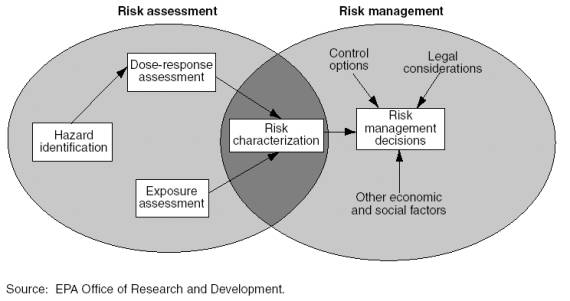 Risk assessment
Risk management
Dose-response
assessment
Control
options
Legal
considerations
Hazard
identification
Risk
characterization
Risk
management
decisions
Exposure
assessment
Other economic
and social factors
Source: EPA Office of Research and Development.